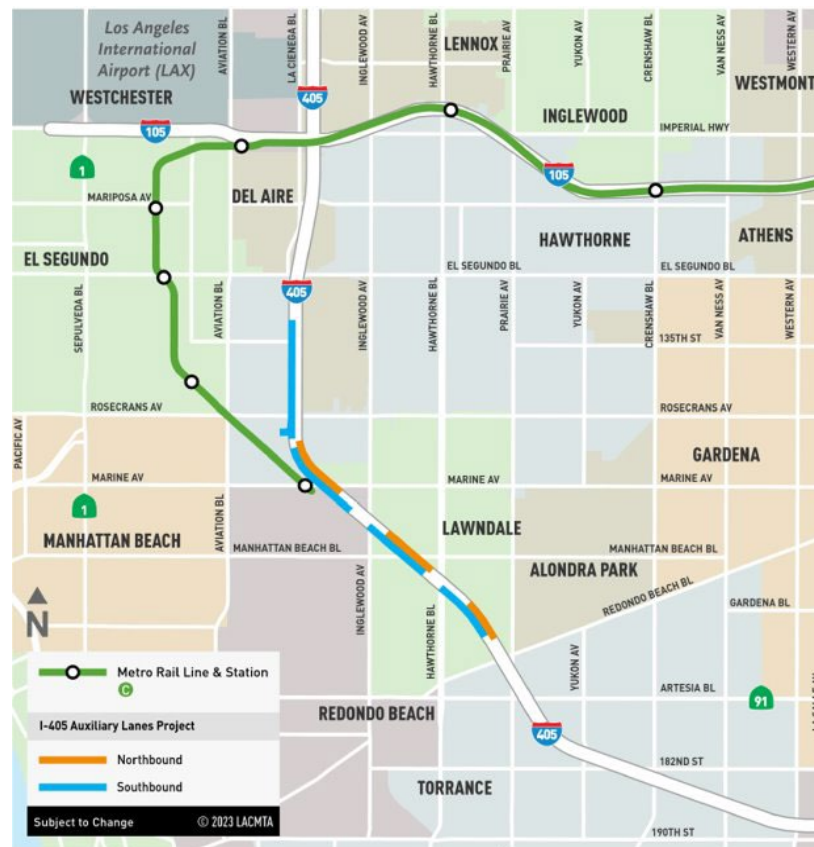 Los Angeles
International
Airport (LAX)
AVIATION BL
LA CIENEGA BL
INGLEWOOD AV
HAWTHORNE BL
LENNOX
PRAIRIE AV
YUKON AV
CRENSHAW BL
VAN NESS AV
WESTERN AV
WESTMONT
WESTCHESTER
405
105
INGLEWOOD
IMPERIAL HWY
1
105
MARIPOSA AV
DEL AIRE
HAWTHORNE
ATHENS
EL SEGUNDO
EL SEGUNDO BL
EL SEGUNDO BL
405
SEPULVEDA BL
AVIATION BL
INGLEWOOD AV
HAWTHORNE BL
PRAIRIE AV
YUKON AV
CRENSHAW BL
VAN NESS AV
WESTERN AV
135TH ST
ROSECRANS AV
ROSECRANS AV
PACIFIC AV
GARDENA
MARINE AV
MARINE AV
MARINE AV
1
MANHATTAN BEACH
AVIATION BL
LAWNDALE
MANHATTAN BEACH BL
MANHATTAN BEACH BL
ALONDRA PARK
REDONDO BEACH BL
INGLEWOOD AV
HAWTHORNE BL
YUKON AV
GARDENA BL
N
Metro Rail Line & Station
C
I-405 Auxiliary Lanes Project
Northbound
Southbound
Subject to Change
© 2023 LACMTA
REDONDO BEACH
ARTESIA BL
91
405
182ND ST
TORRANCE
190TH ST